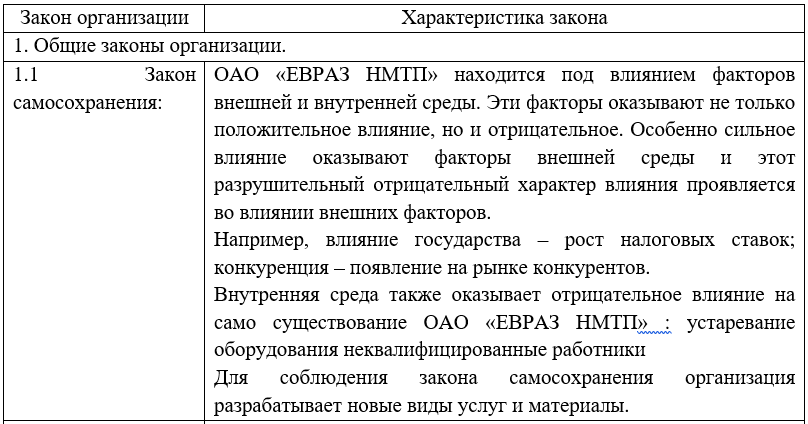 Закон организации
Характеристика закона
1. Общие законы организации.
1.1 Закон
самосохранения:
ОАО «ЕВРАЗ НМТП» находится под влиянием факторов
внешней и внутренней среды. Эти факторы оказывают не только
положительное влияние, но и отрицательное. Особенно сильное
влияние оказывают факторы внешней среды и этот
разрушительный отрицательный характер влияния проявляется
во влиянии внешних факторов.
Например, влияние государства – рост налоговых ставок;
конкуренция – появление на рынке конкурентов.
Внутренняя среда также оказывает отрицательное влияние на
само существование ОАО «ЕВРАЗ НМТП» : устаревание
оборудования неквалифицированные работники
Для соблюдения закона самосохранения организация
разрабатывает новые виды услуг и материалы.